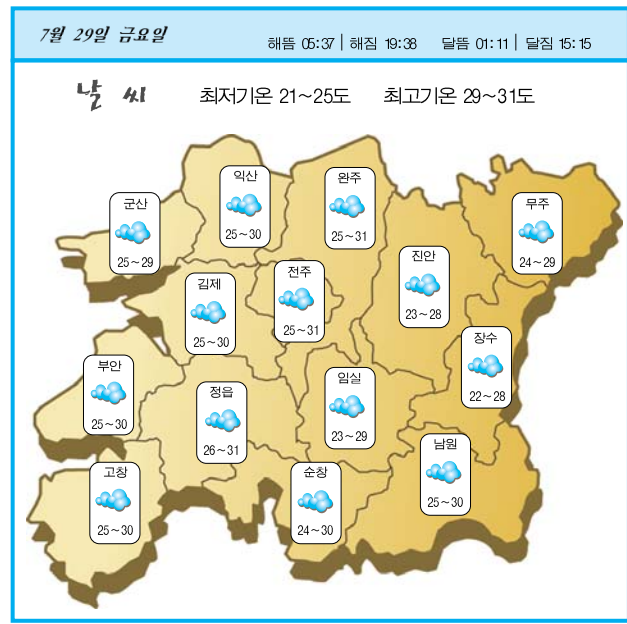 7월 29일 금요일
해뜸 05:37 | 해짐 19:38 달뜸 01:11 | 달짐 15:15
날 씨 최저기온 21~25도 최고기온 29~31도
익산
25~30
완주
25~31
군산
25~29
무주
24~29
진안
23~28
전주
25~31
김제
25~30
장수
22~28
부안
25~30
임실
23~29
정읍
26~31
남원
25~30
고창
25~30
순창
24~30